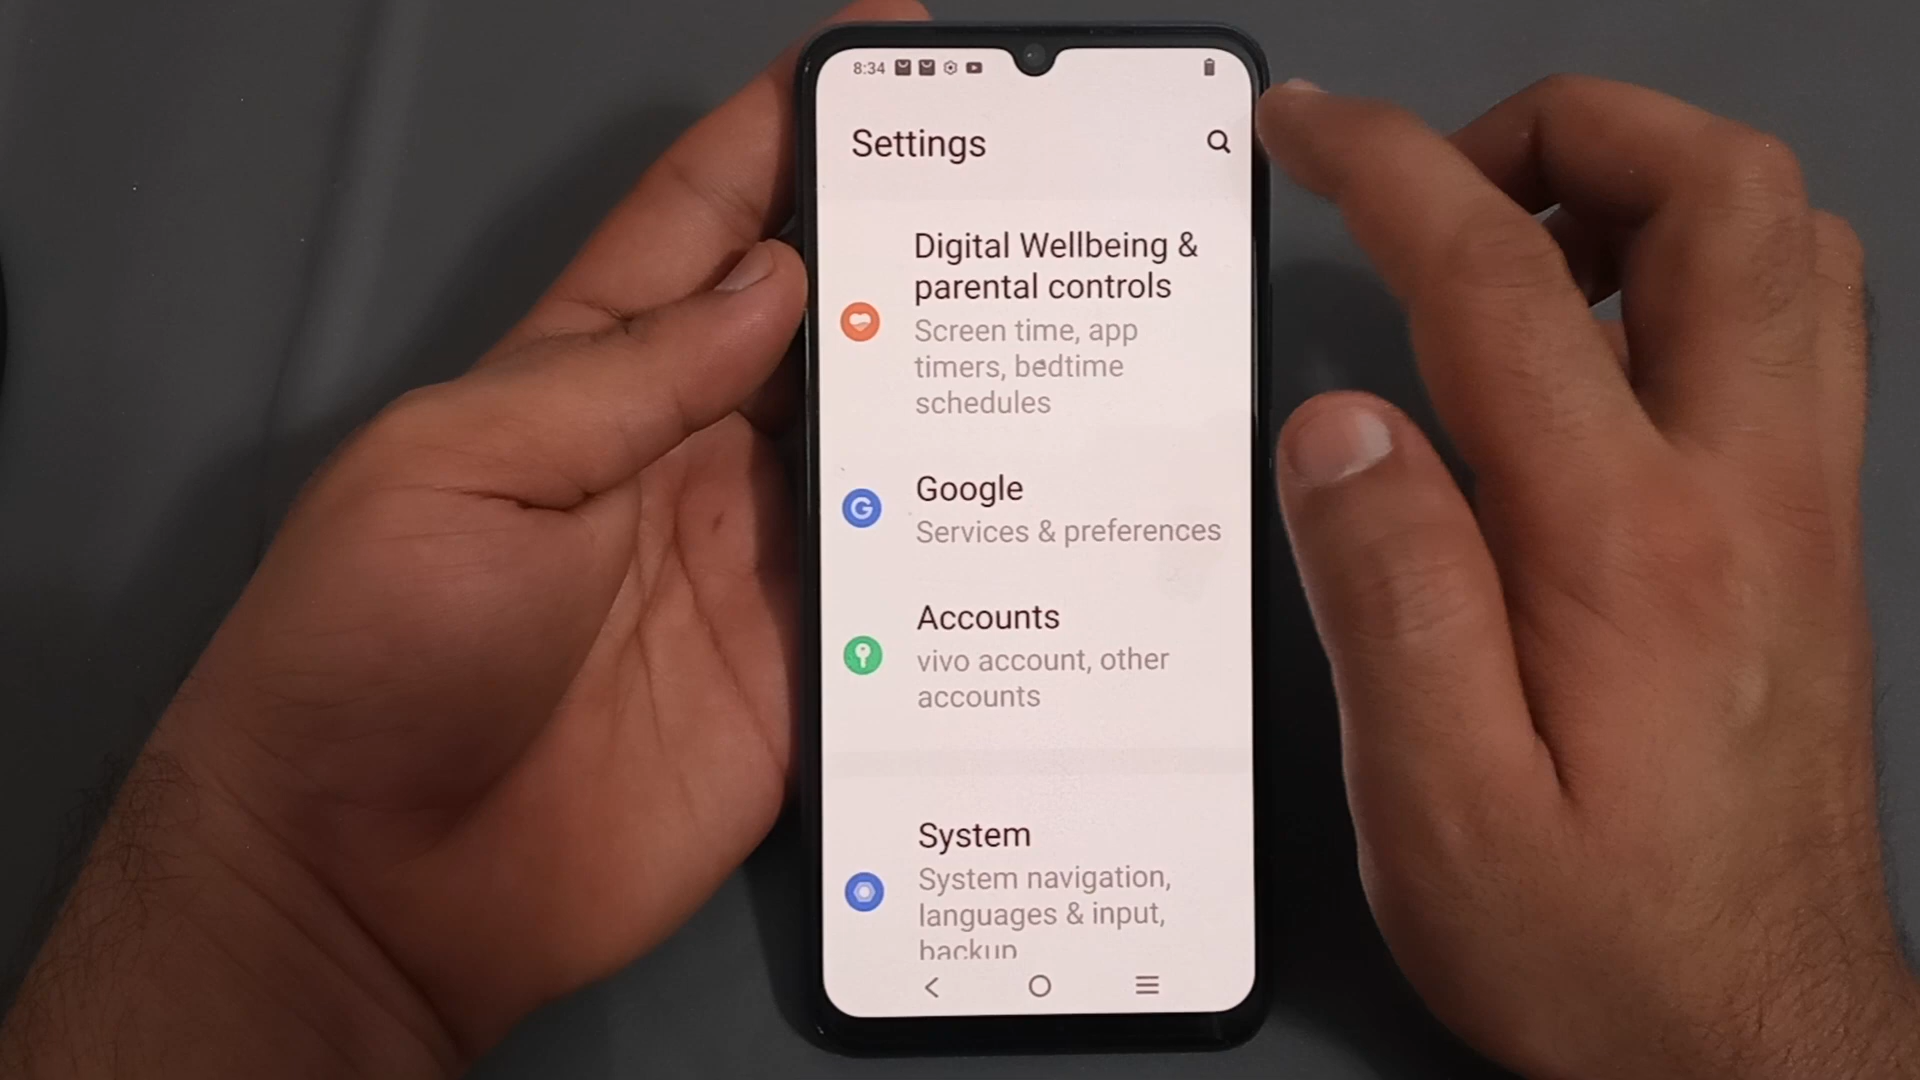 8:34
Settings
Digital Wellbeing &
parental controls
Screen time, app
timers, bedtime
schedules
Google
Services & preferences
Accounts
vivo account, other
accounts
System
System navigation,
languages & input,
backup